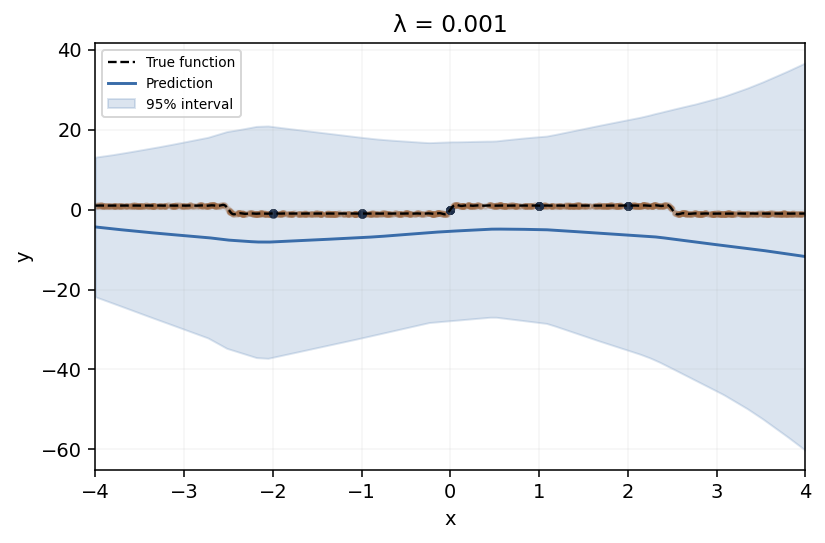 λ = 0.001
True function
Prediction
95% interval
40
20
0
−20
−40
−60
y
−4
−3
−2
−1
0
1
2
3
4
x